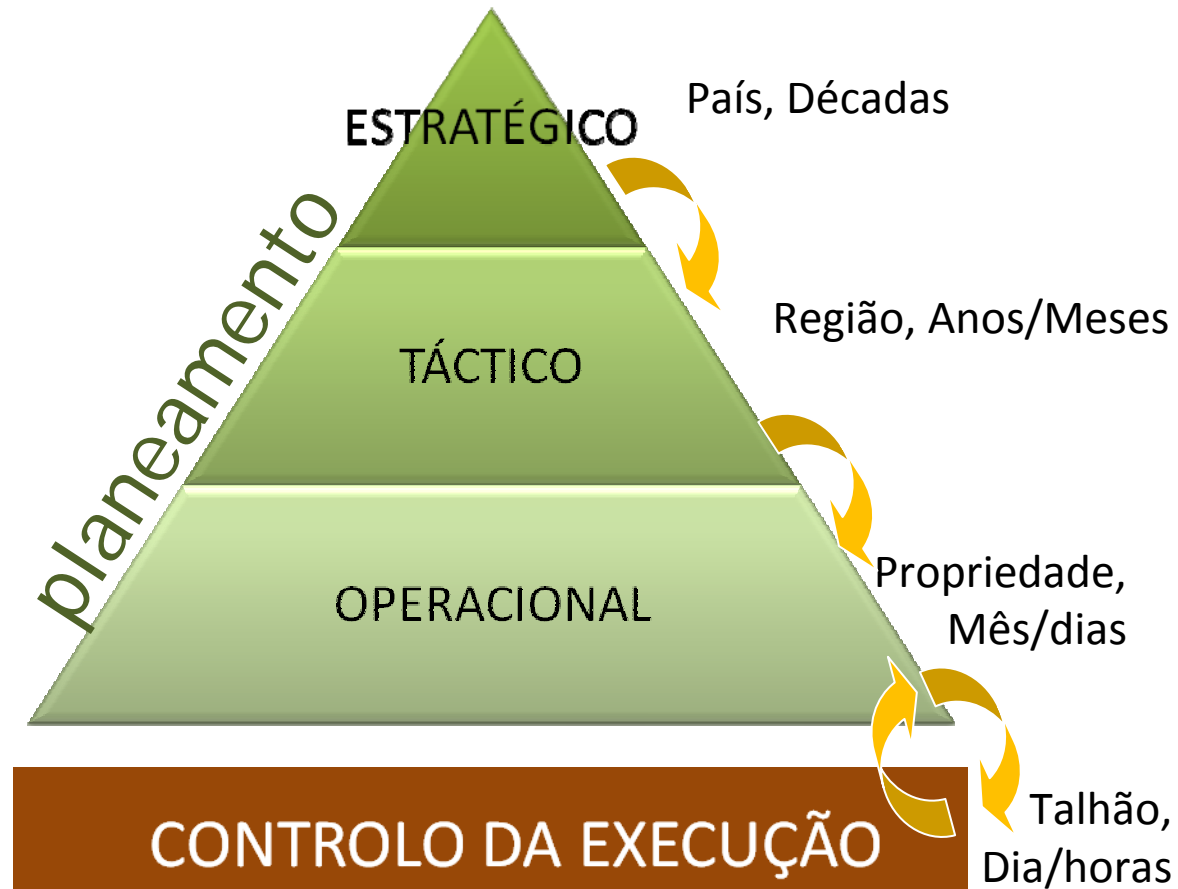 País, Décadas
ESTRATÉGICO
planeamento
Região, Anos/Meses
TÁCTICO
Propriedade,
Mês/dias
OPERACIONAL
Talhão,
Dia/horas
CONTROLO DA EXECUÇÃO